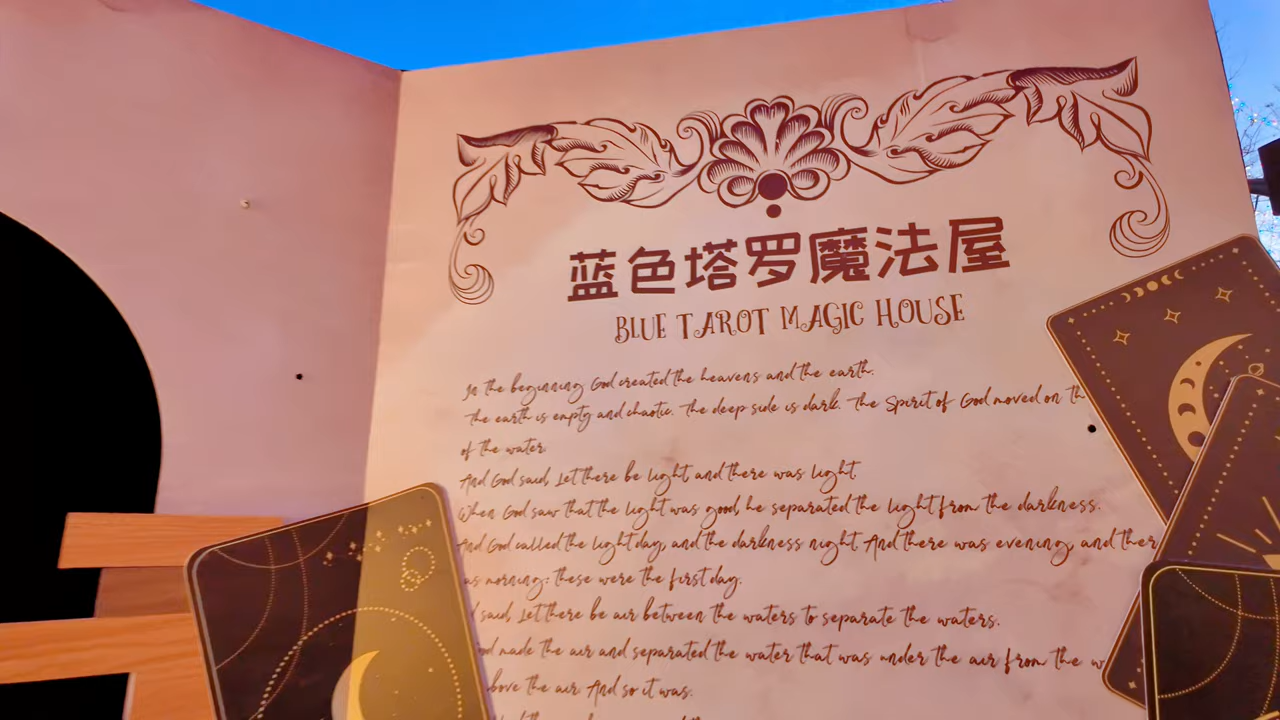 蓝色塔罗魔法屋
BLUE TAROT MAGIC HOUSE
In the beginning God created the heavens and the earth.
The earth is empty and chaotic. The deep side is dark. The Spirit of God moved on th
of the water.
And God said, Let there be light, and there was light
When God saw that the light was good, he separated the light from the darkness.
And God called the light day, and the darkness night. And there was evening, and ther
as morning: these were the first day.
said, Let there be air between the waters to separate the waters.
od made the air and separated the water that was under the air from the w
bove the air. And so it was.